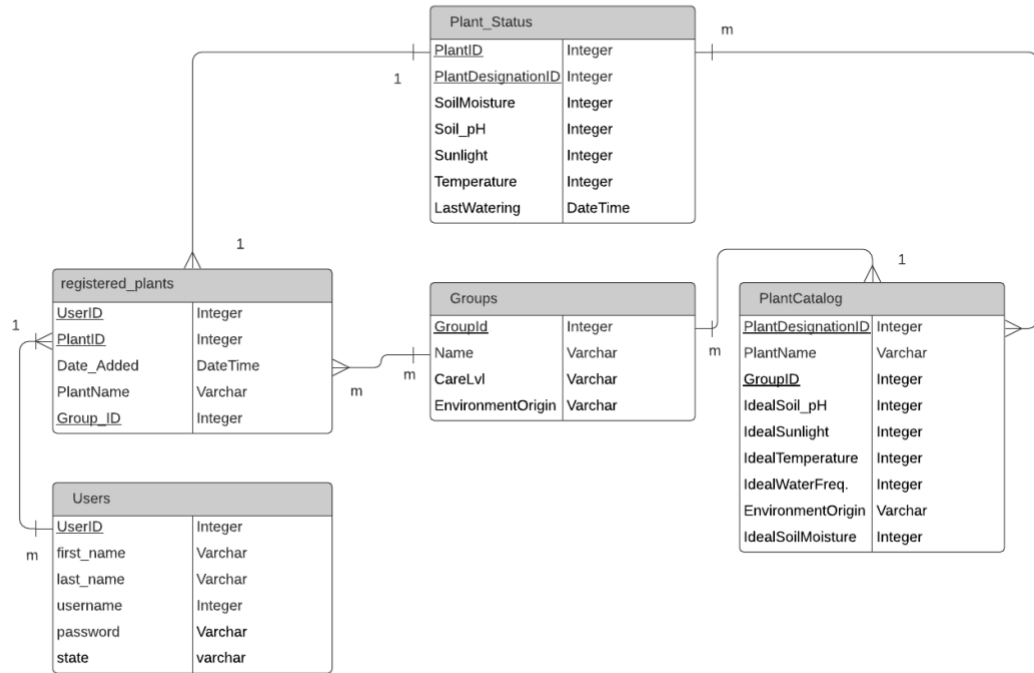 Plant_Status
PlantID Integer
PlantDesignationID Integer
SoilMoisture Integer
Soil_pH Integer
Sunlight Integer
Temperature Integer
LastWatering DateTime
1
m
1
registered_plants
UserID Integer
PlantID Integer
Date_Added DateTime
PlantName Varchar
Group_ID Integer
1
m
m
Groups
GroupId Integer
Name Varchar
CareLvl Varchar
EnvironmentOrigin Varchar
m
1
PlantCatalog
PlantDesignationID Integer
PlantName Varchar
GroupID Integer
IdealSoil_pH Integer
IdealSunlight Integer
IdealTemperature Integer
IdealWaterFreq. Integer
EnvironmentOrigin Varchar
IdealSoilMoisture Integer
Users
UserID Integer
first_name Varchar
last_name Varchar
username Integer
password Varchar
state varchar
m